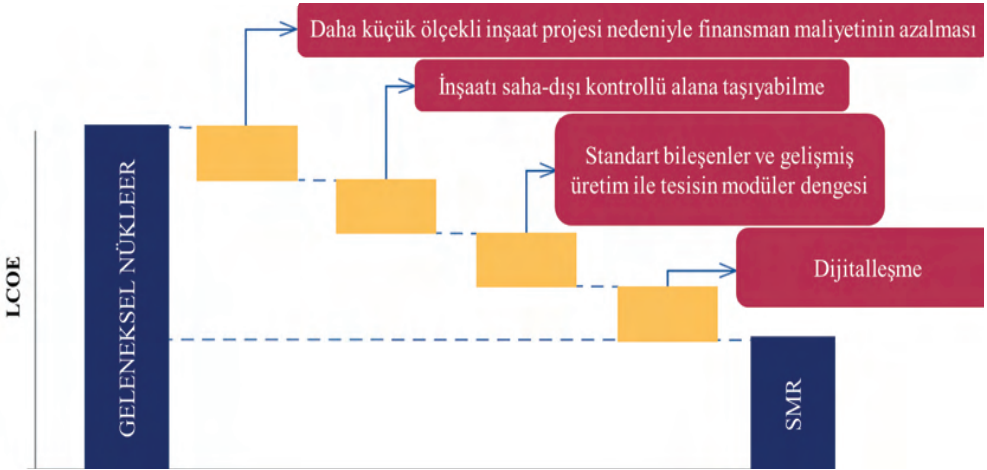 Daha küçük ölçekli inşaat projesi nedeniyle finansman maliyetinin azalması
İnşaatı saha-dışı kontrollü alana taşıyabilme
Standart bileşenler ve gelişmiş
üretim ile tesisin modüler dengesi
Dijitalleşme
LCOE
GELENEKSEL NÜKLEER
SMR